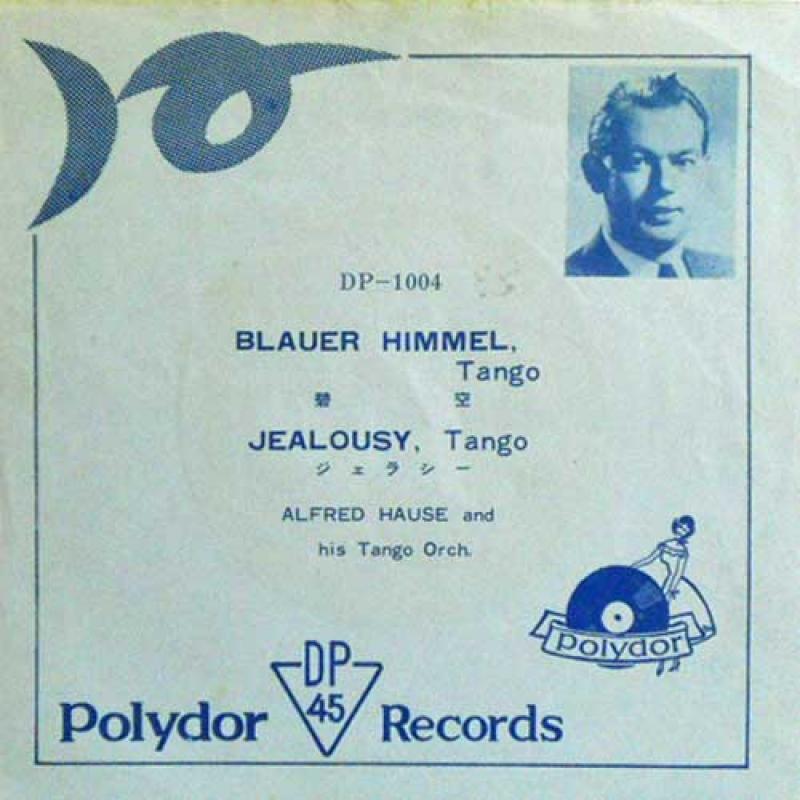 DP-1004
BLAUER HIMMEL,
Tango
碧 空
JEALOUSY, Tango
ジェラシー
ALFRED HAUSE and
his Tango Orch.
polydor
DP
45
Polydor Records